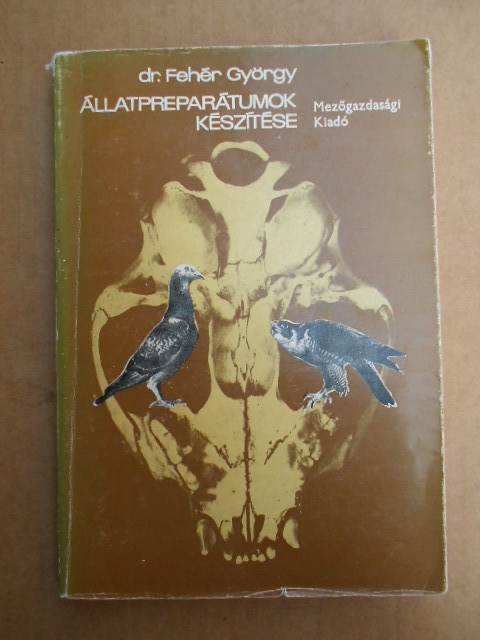 dr. Fehér György
ÁLLATPREPARÁTUMOK
KÉSZÍTÉSE
Mezőgazdasági
Kiadó